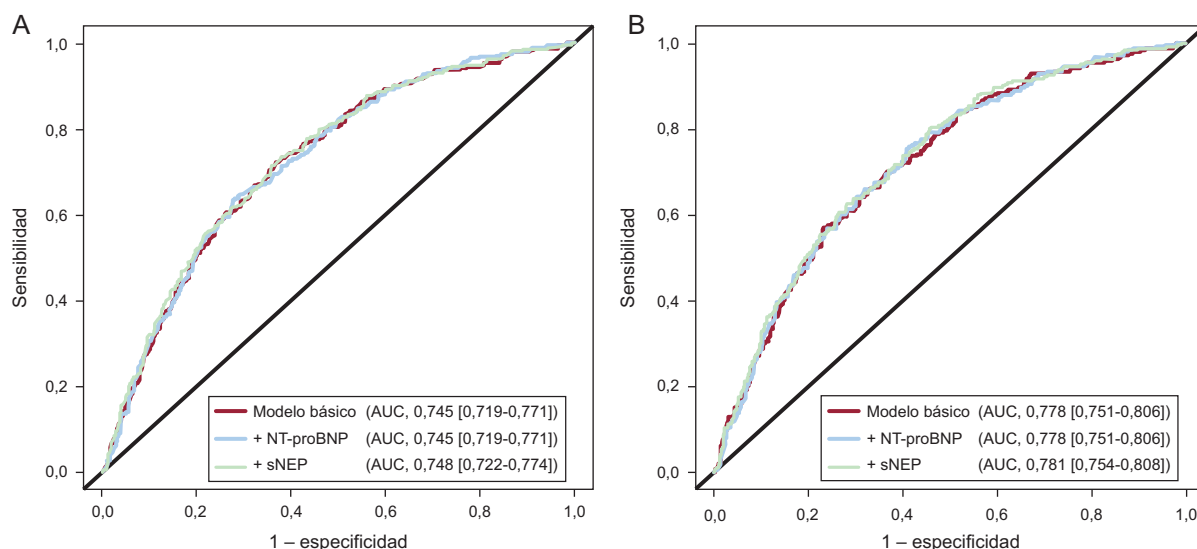 A
Sensibilidad
1,0
0,8
0,6
0,4
0,2
0,0
Modelo básico (AUC, 0,745 [0,719-0,771])
+ NT-proBNP (AUC, 0,745 [0,719-0,771])
+ sNEP (AUC, 0,748 [0,722-0,774])
0,0 0,2 0,4 0,6 0,8 1,0
1 – especificidad
B
Sensibilidad
1,0
0,8
0,6
0,4
0,2
0,0
Modelo básico (AUC, 0,778 [0,751-0,806])
+ NT-proBNP (AUC, 0,778 [0,751-0,806])
+ sNEP (AUC, 0,781 [0,754-0,808])
0,0 0,2 0,4 0,6 0,8 1,0
1 – especificidad